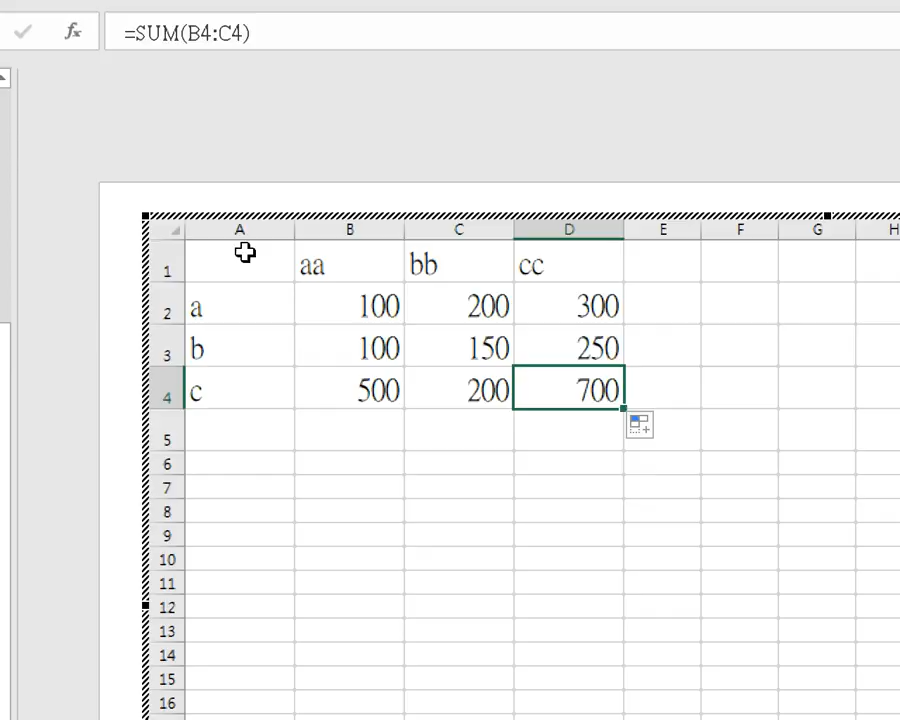 fx =SUM(B4:C4)
A B C D E F G H
1 aa bb cc
2 a 100 200 300
3 b 100 150 250
4 c 500 200 700
5
6
7
8
9
10
11
12
13
14
15
16